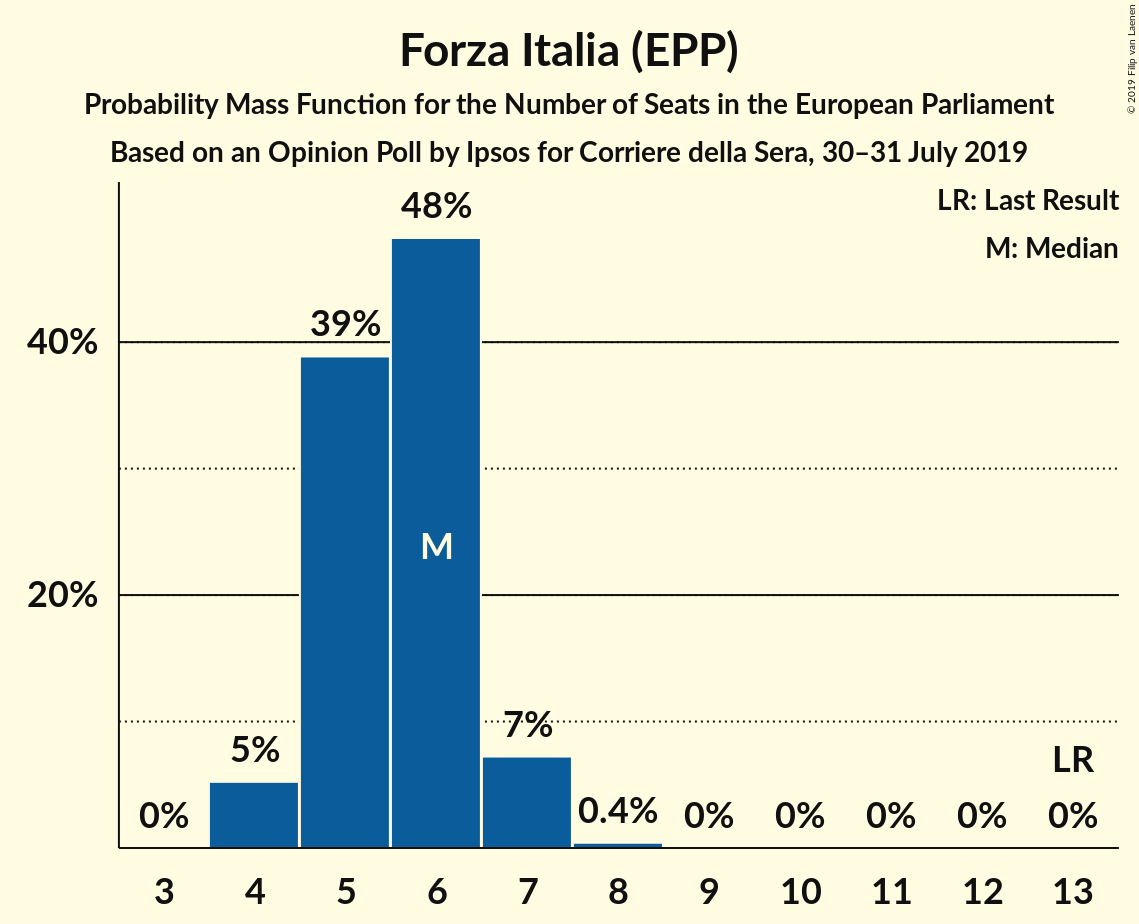 Forza Italia (EPP)
Probability Mass Function for the Number of Seats in the European Parliament
Based on an Opinion Poll by Ipsos for Corriere della Sera, 30–31 July 2019
© 2019 Filip van Laenen
LR: Last Result
M: Median
48%
39%
40%
M
20%
7%
5%
LR
0%
0.4%
0%
0%
0%
0%
0%
3 4 5 6 7 8 9 10 11 12 13